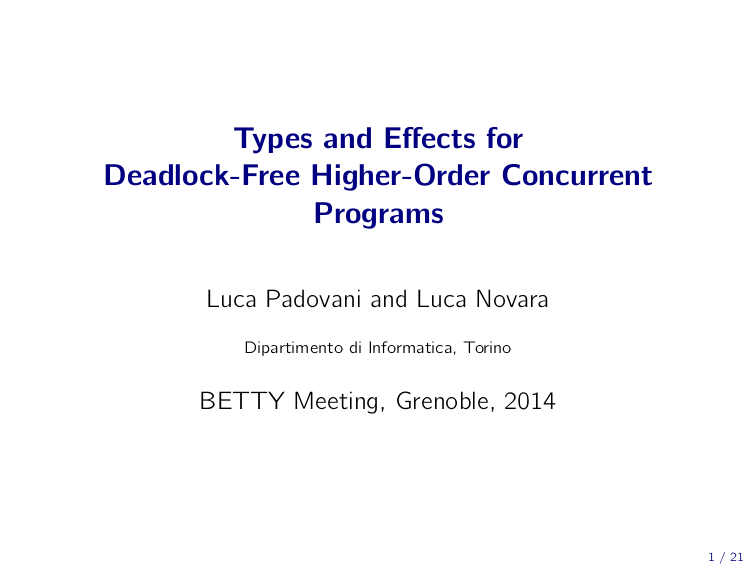 Types and Effects for
Deadlock-Free Higher-Order Concurrent
Programs
Luca Padovani and Luca Novara
Dipartimento di Informatica, Torino
BETTY Meeting, Grenoble, 2014
1 / 21